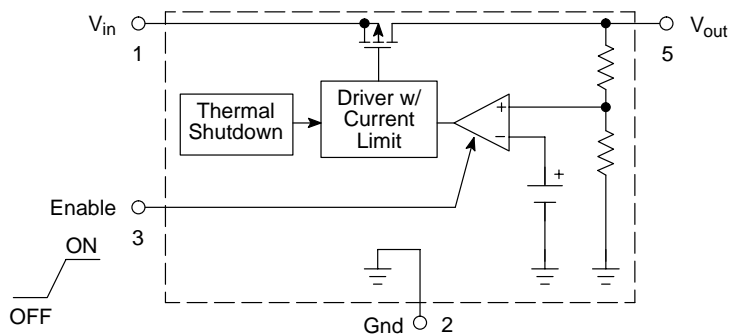 Vin
1
Vout
5
Thermal
Shutdown
Driver w/
Current
Limit
+
−
+
Enable
3
ON
OFF
Gnd
2